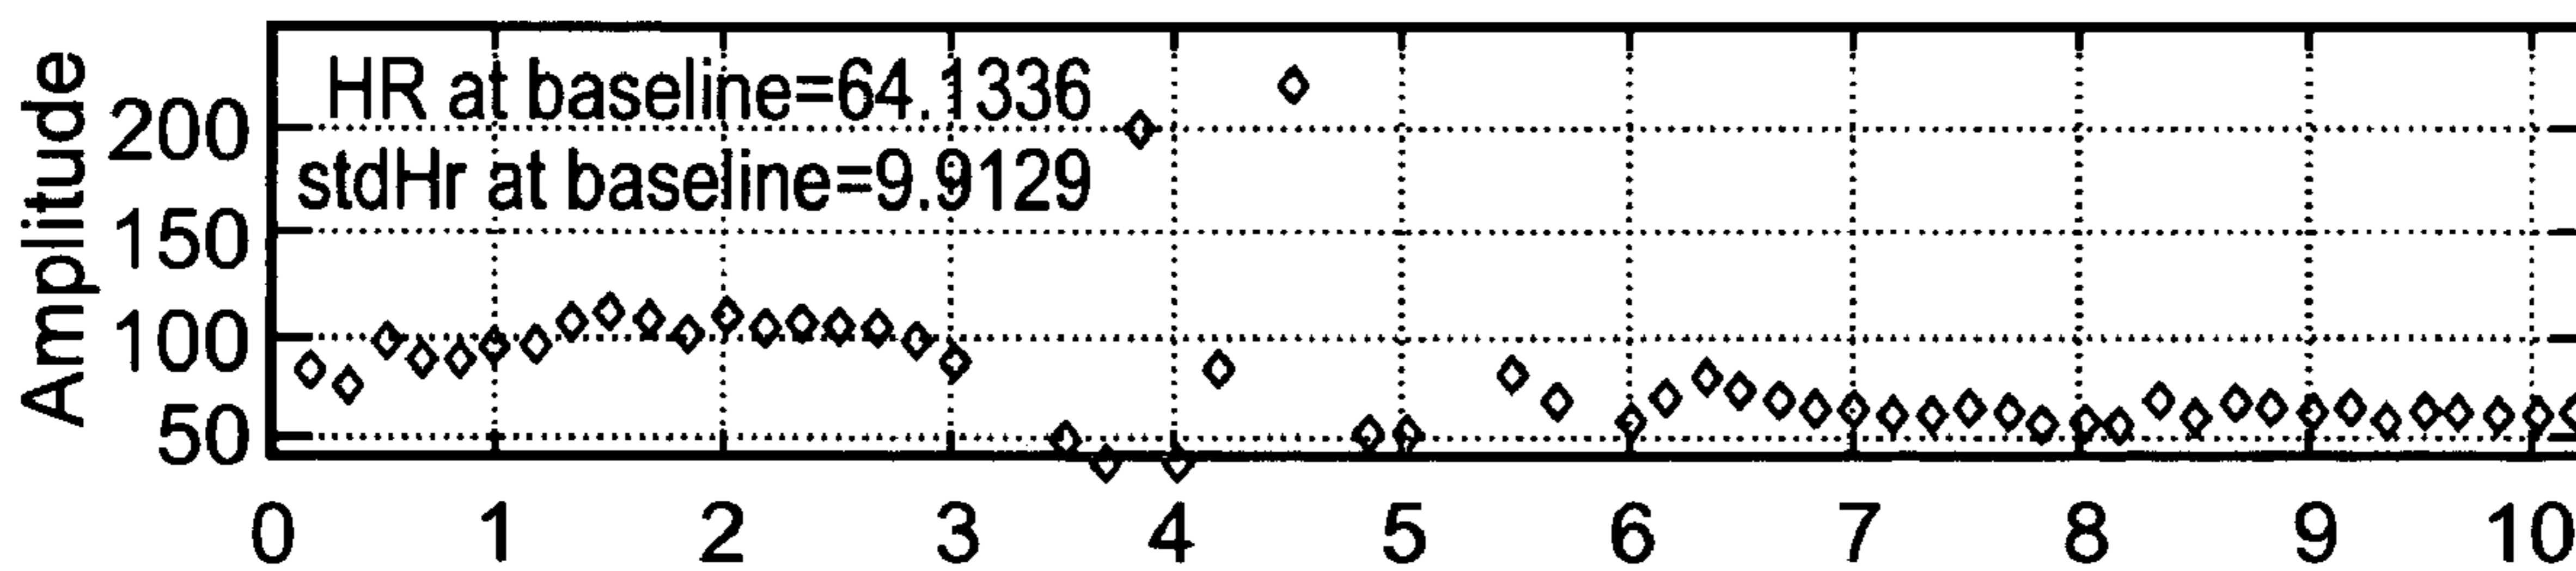 Amplitude
HR at baseline=64.1336
200
stdHr at baseline=9.9129
150
100
50
0 1 2 3 4 5 6 7 8 9 10